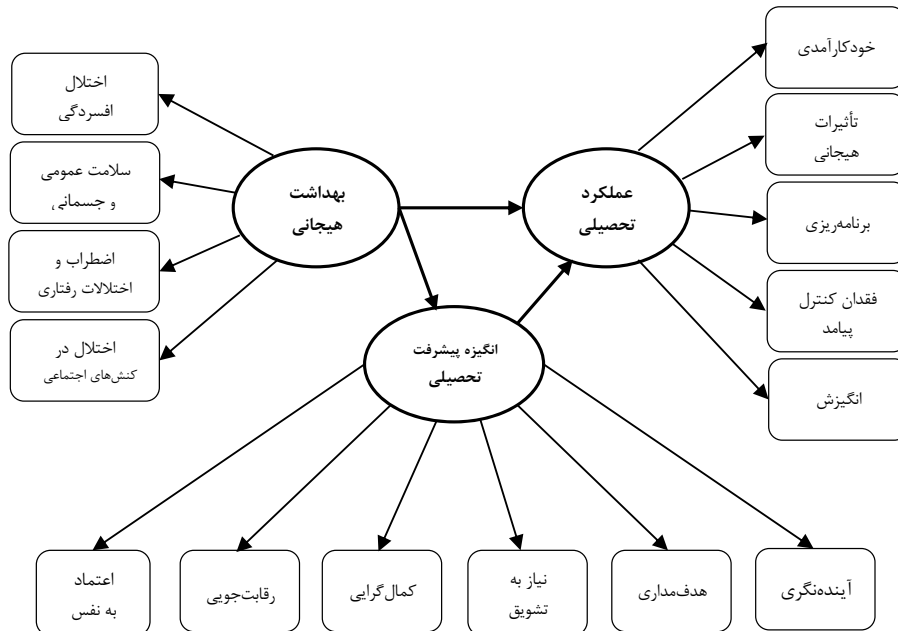 خودکارآمدی
تأثیرات
هیجانی
برنامه‌ریزی
فقدان کنترل
پیامد
انگیزش
عملکرد
تحصیلی
بهداشت
هیجانی
اختلال
افسردگی
سلامت عمومی
و جسمانی
اضطراب و
اختلالات رفتاری
اختلال در
کنش‌های اجتماعی
انگیزه پیشرفت
تحصیلی
آینده‌نگری
هدف‌مداری
نیاز به
تشویق
کمال‌گرایی
رقابت‌جویی
اعتماد
به نفس